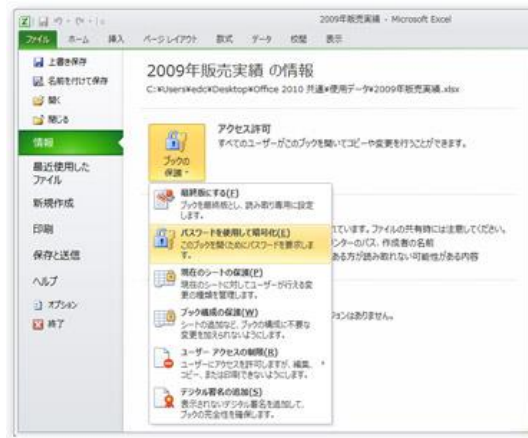 2009年販売実績 - Microsoft Excel
ファイル ホーム 挿入 ページ レイアウト 数式 データ 校閲 表示
上書き保存
名前を付けて保存
開く
閉じる
情報
最近使用した
ファイル
新規作成
印刷
保存と送信
ヘルプ
オプション
終了
2009年販売実績 の情報
C:¥Users¥edc¥Desktop¥Office 2010 共通¥使用データ¥2009年販売実績.xlsx
アクセス許可
すべてのユーザーがこのブックを開いてコピーや変更を行うことができます。
ブックの
保護
最終版にする(F)
ブックを最終版とし、読み取り専用に設定
します。
パスワードを使用して暗号化(E)
このブックを開くためにパスワードを要求しま
す。
現在のシートの保護(P)
現在のシートに対してユーザーが行える変
更の種類を管理します。
ブック構成の保護(W)
シートの追加など、ブックの構成に不要な
変更を加えられないようにします。
ユーザー アクセスの制限(R)
ユーザーにアクセスを許可しますが、編集、
コピー、または印刷できないようにします。
デジタル署名の追加(S)
表示されないデジタル署名を追加して、
ブックの完全性を確保します。
ています。ファイルの共有時には注意してください。
ンターのパス、作成者の名前
ある方が読み取れない可能性がある内容
ョンはありません。